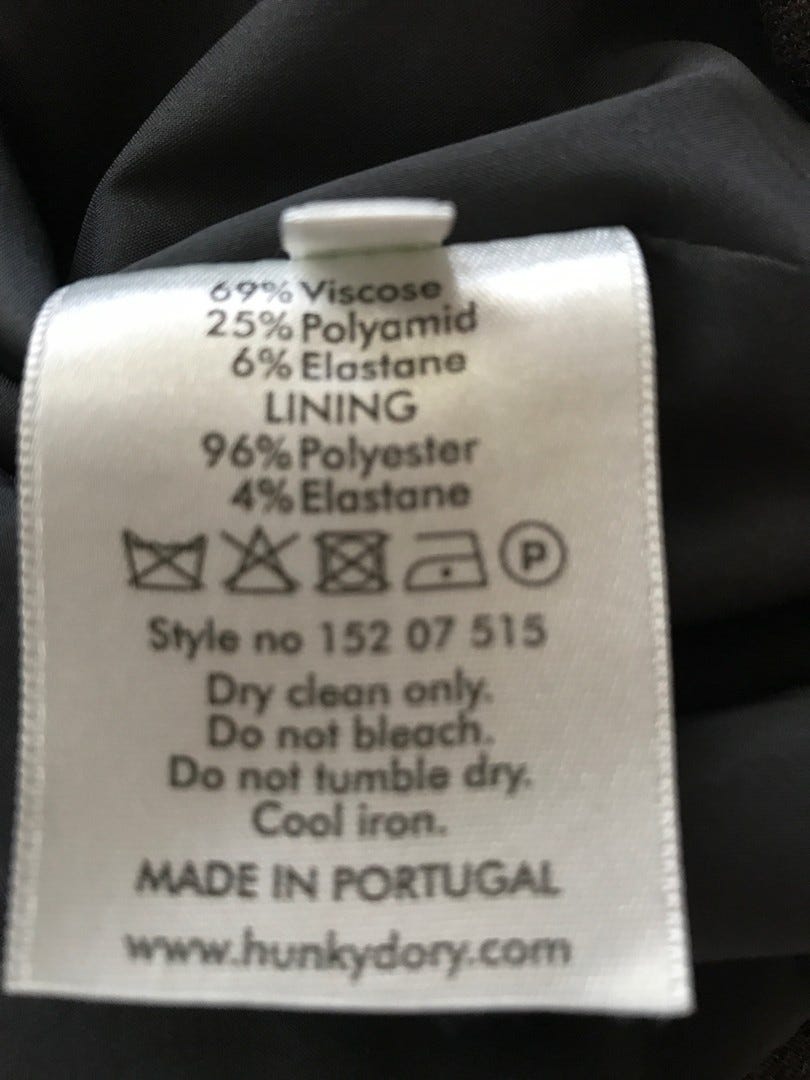 69% Viscose
25% Polyamid
6% Elastane
LINING
96% Polyester
4% Elastane
P
Style no 152 07 515
Dry clean only.
Do not bleach.
Do not tumble dry.
Cool iron.
MADE IN PORTUGAL
www.hunkydory.com